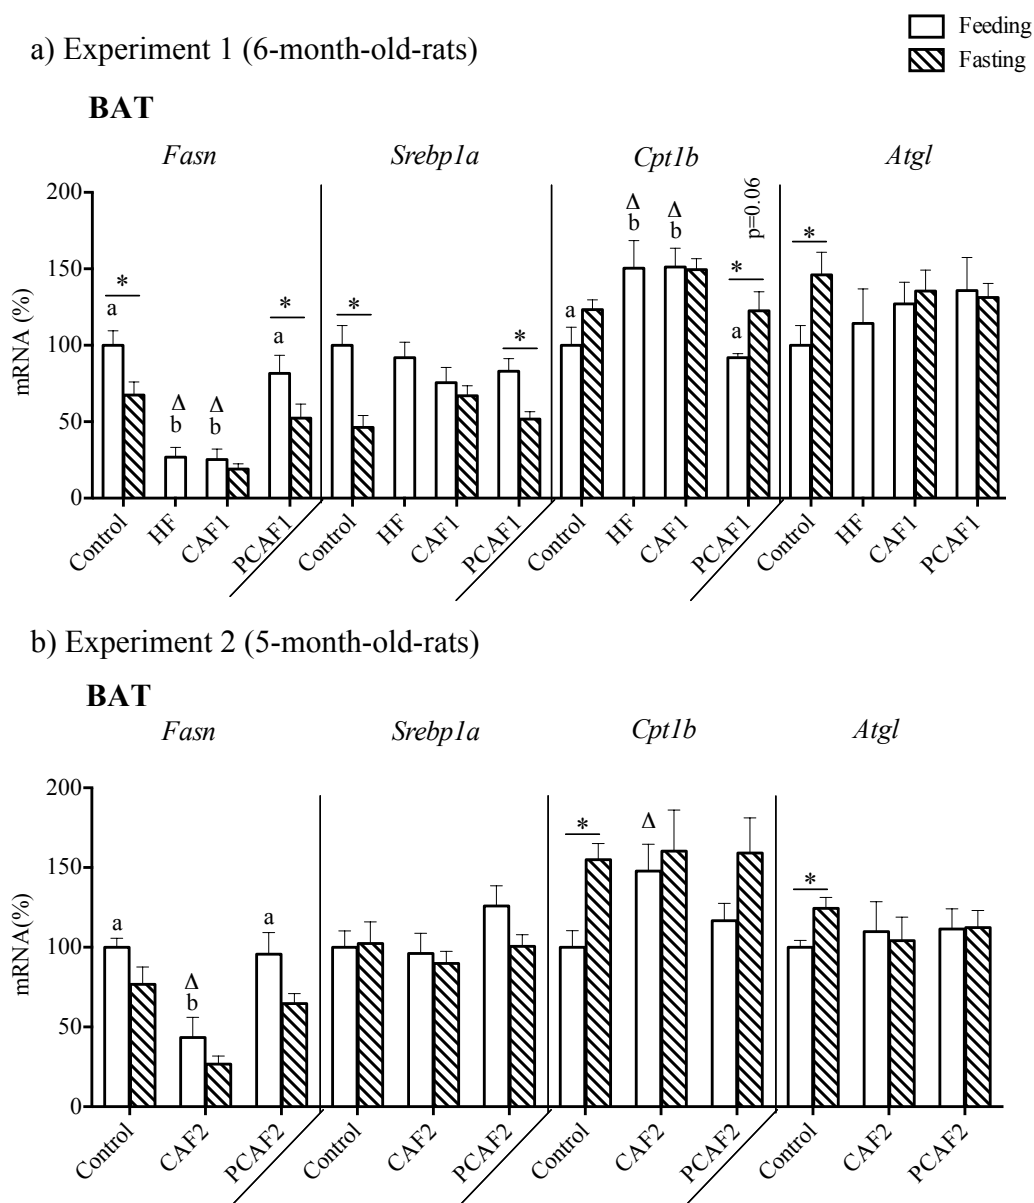 Feeding
Fasting
a) Experiment 1 (6-month-old-rats)
BAT
Fasn Srebp1a Cpt1b Atgl
mRNA (%)
200
150
100
50
0
* a Δ b Δ b * a
* *
a Δ b Δ b * a p=0.06
*
Control HF CAF1 PCAF1 Control HF CAF1 PCAF1 Control HF CAF1 PCAF1 Control HF CAF1 PCAF1
b) Experiment 2 (5-month-old-rats)
BAT
Fasn Srebp1a Cpt1b Atgl
mRNA(%)
200
150
100
50
0
a Δ b a
* Δ
*
Control CAF2 PCAF2 Control CAF2 PCAF2 Control CAF2 PCAF2 Control CAF2 PCAF2